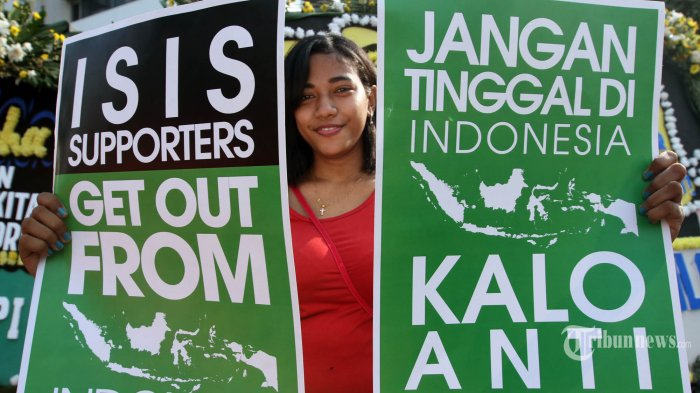 ISIS
SUPPORTERS
GET OUT
FROM
JANGAN
TINGGAL DI
INDONESIA
KALO
ANTI
Tribunnews.com